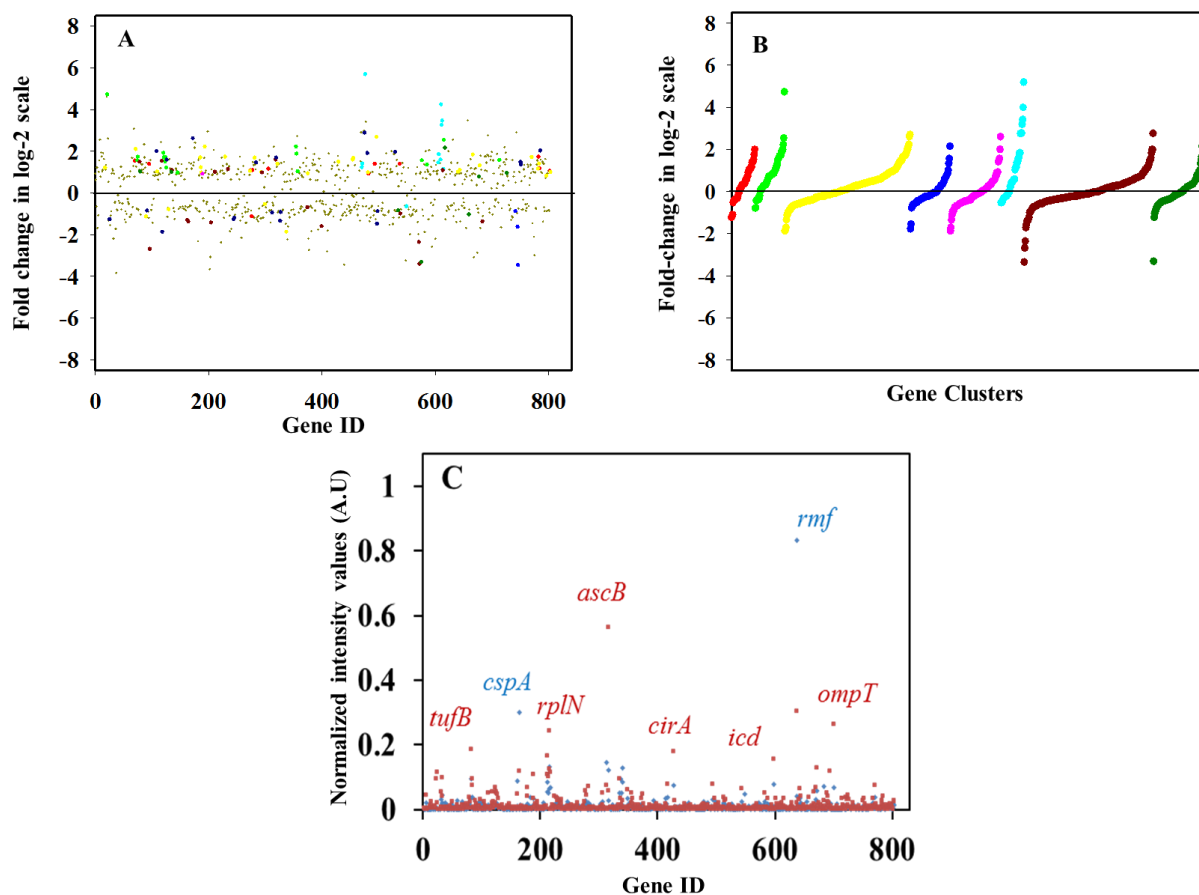 A
Fold change in log-2 scale
8
6
4
2
0
-2
-4
-6
-8
0 200 400 600 800
Gene ID
B
Fold-change in log-2 scale
8
6
4
2
0
-2
-4
-6
-8
Gene Clusters
C
Normalized intensity values (A.U)
1
0.8
0.6
0.4
0.2
0
rmf
ascB
cspA
rplN
ompT
tufB
cirA
icd
0 200 400 600 800
Gene ID